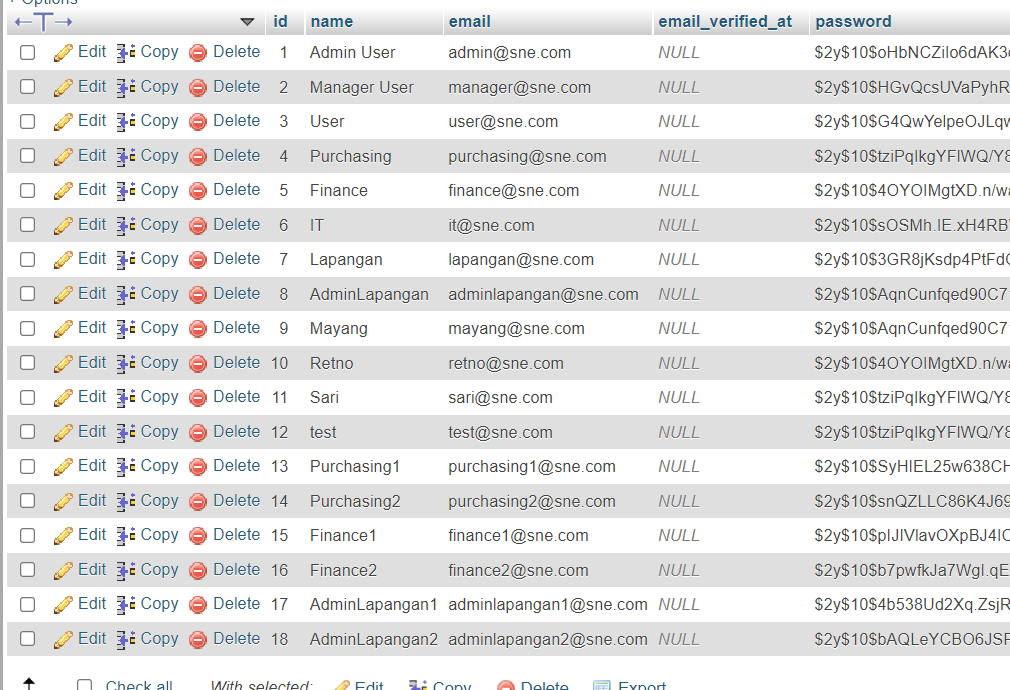 Options
id name email email_verified_at password
Edit Copy Delete 1 Admin User admin@sne.com NULL $2y$10$oHbNCZilo6dAK3
Edit Copy Delete 2 Manager User manager@sne.com NULL $2y$10$HGvQcsUVaPyhR
Edit Copy Delete 3 User user@sne.com NULL $2y$10$G4QwYelpeOJLqw
Edit Copy Delete 4 Purchasing purchasing@sne.com NULL $2y$10$tziPqlkgYFlWQ/Y8
Edit Copy Delete 5 Finance finance@sne.com NULL $2y$10$4OYOlMgtXD.n/wa
Edit Copy Delete 6 IT it@sne.com NULL $2y$10$sOSMh.IE.xH4RB
Edit Copy Delete 7 Lapangan lapangan@sne.com NULL $2y$10$3GR8jKsdp4PtFd
Edit Copy Delete 8 AdminLapangan adminlapangan@sne.com NULL $2y$10$AqnCunfqed90C7
Edit Copy Delete 9 Mayang mayang@sne.com NULL $2y$10$AqnCunfqed90C7
Edit Copy Delete 10 Retno retno@sne.com NULL $2y$10$4OYOlMgtXD.n/wa
Edit Copy Delete 11 Sari sari@sne.com NULL $2y$10$tziPqlkgYFlWQ/Y8
Edit Copy Delete 12 test test@sne.com NULL $2y$10$tziPqlkgYFlWQ/Y8
Edit Copy Delete 13 Purchasing1 purchasing1@sne.com NULL $2y$10$SyHIEL25w638CH
Edit Copy Delete 14 Purchasing2 purchasing2@sne.com NULL $2y$10$snQZLLC86K4J69
Edit Copy Delete 15 Finance1 finance1@sne.com NULL $2y$10$plJlVlavOXpBJ4IC
Edit Copy Delete 16 Finance2 finance2@sne.com NULL $2y$10$b7pwfkJa7Wgl.qE
Edit Copy Delete 17 AdminLapangan1 adminlapangan1@sne.com NULL $2y$10$4b538Ud2Xq.ZsjR
Edit Copy Delete 18 AdminLapangan2 adminlapangan2@sne.com NULL $2y$10$bAQLeYCBO6JSF
Check all With selected: Edit Copy Delete Export